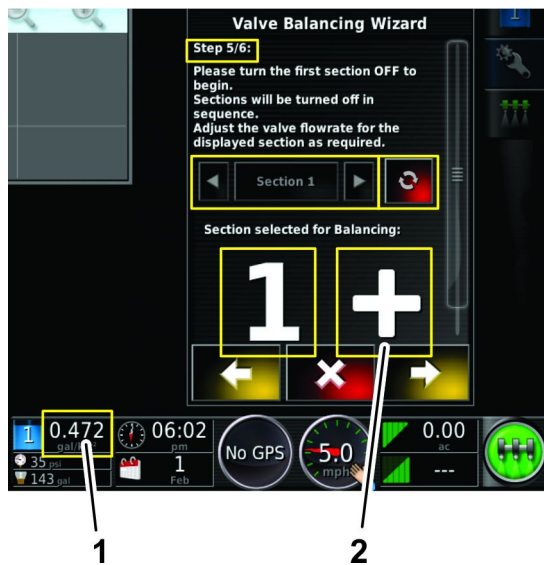 Valve Balancing Wizard
1
Step 5/6:
Please turn the first section OFF to
begin.
Sections will be turned off in
sequence.
Adjust the valve flowrate for the
displayed section as required.
Section 1
Section selected for Balancing:
1 +
1 0.472
35 psi
143 gal
06:02
pm
1
Feb
No GPS
5.0
mph
0.00
ac
---
1 2